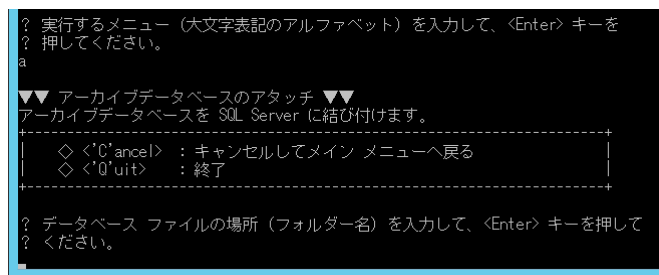 ? 実行するメニュー（大文字表記のアルファベット）を入力して、<Enter> キーを
? 押してください。
a
▼▼ アーカイブデータベースのアタッチ ▼▼
アーカイブデータベースを SQL Server に結び付けます。
+----------------------------------------------------------------------+
|   ◇ <'C'ancel> : キャンセルしてメイン メニューへ戻る |
|   ◇ <'Q'uit>   : 終了 |
+----------------------------------------------------------------------+
? データベース ファイルの場所（フォルダー名）を入力して、<Enter> キーを押して
? ください。